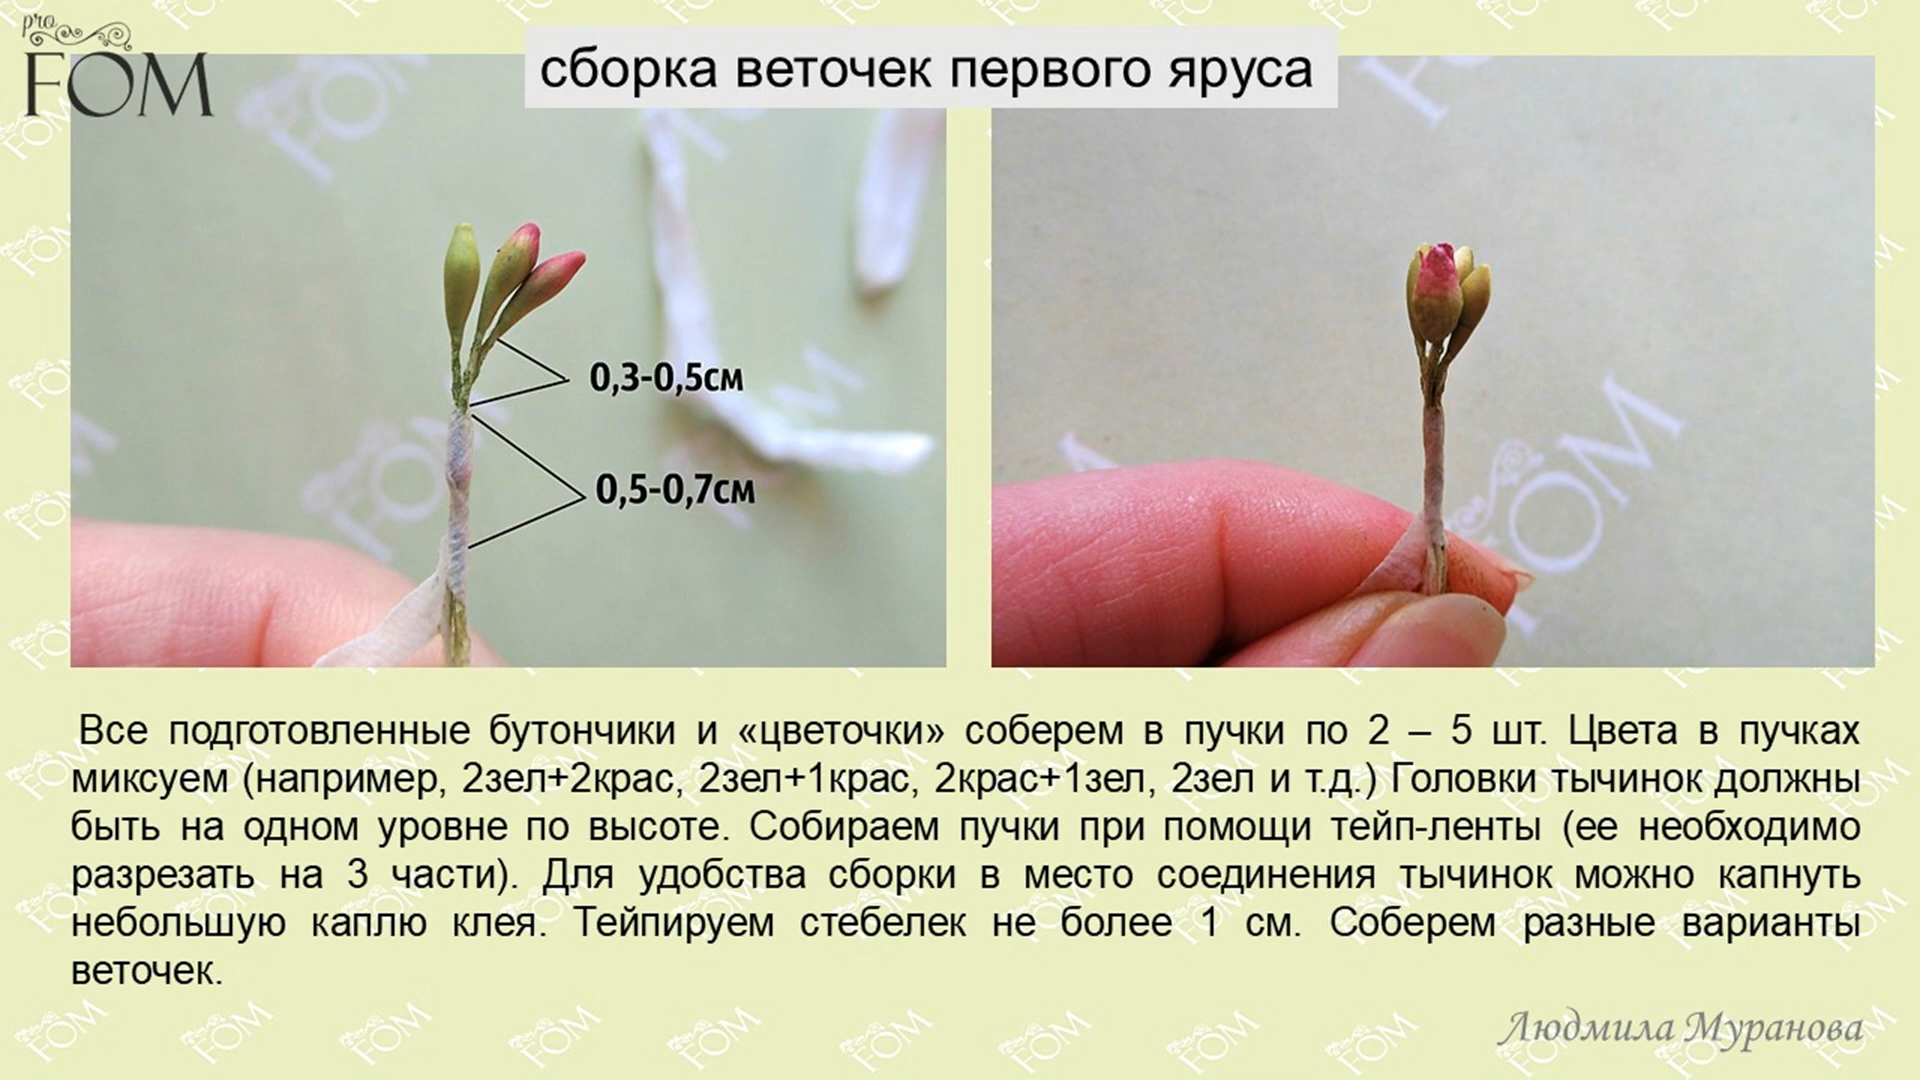 pro
FOM
сборка веточек первого яруса
0,3-0,5см
0,5-0,7см
Все подготовленные бутончики и «цветочки» соберем в пучки по 2 – 5 шт. Цвета в пучках
миксуем (например, 2зел+2крас, 2зел+1крас, 2крас+1зел, 2зел и т.д.) Головки тычинок должны
быть на одном уровне по высоте. Собираем пучки при помощи тейп-ленты (ее необходимо
разрезать на 3 части). Для удобства сборки в место соединения тычинок можно капнуть
небольшую каплю клея. Тейпируем стебелек не более 1 см. Соберем разные варианты
веточек.
Людмила Муранова